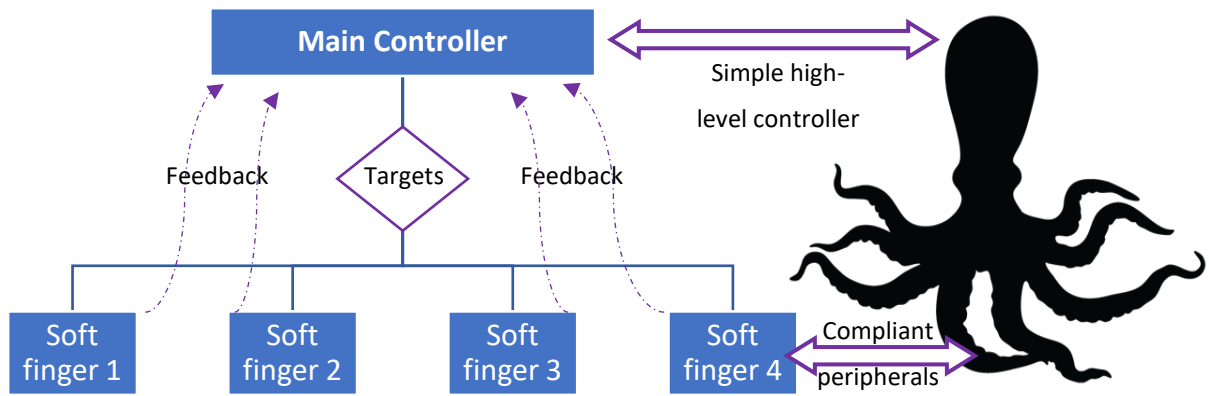 Main Controller
Simple high-
level controller
Feedback
Targets
Feedback
Soft
finger 1
Soft
finger 2
Soft
finger 3
Soft
finger 4
Compliant
peripherals